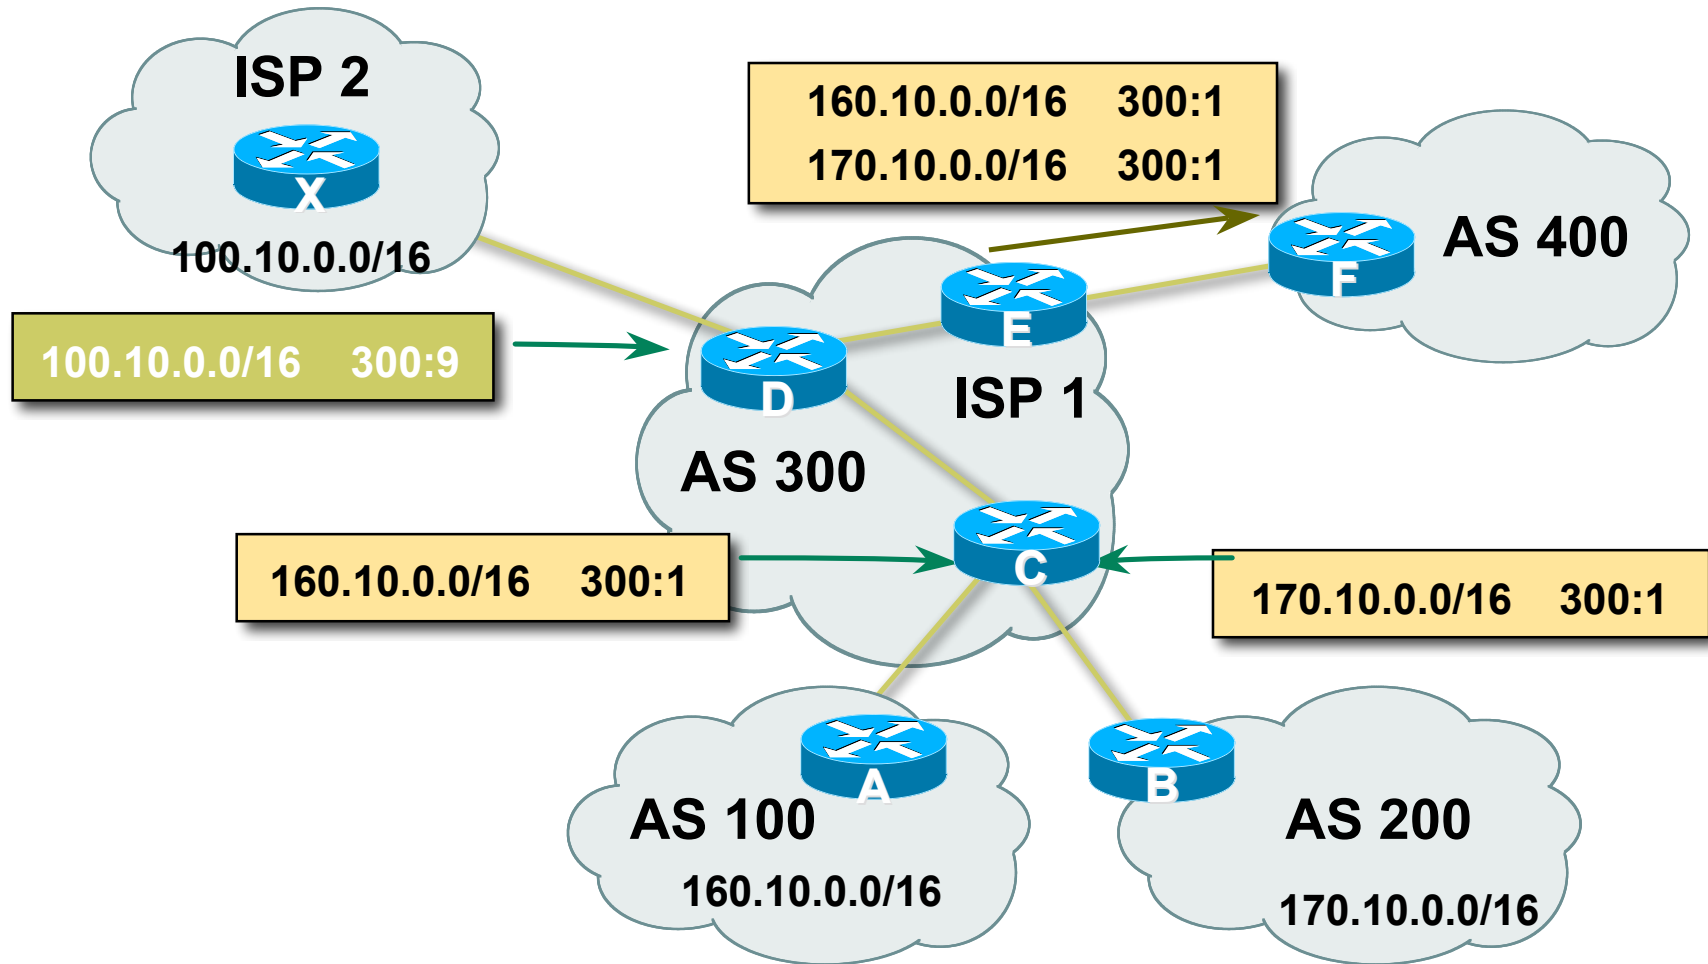 ISP 2
X
100.10.0.0/16
160.10.0.0/16 300:1
170.10.0.0/16 300:1
AS 400
F
E
100.10.0.0/16 300:9
D
ISP 1
AS 300
C
160.10.0.0/16 300:1
170.10.0.0/16 300:1
A
AS 100
160.10.0.0/16
B
AS 200
170.10.0.0/16